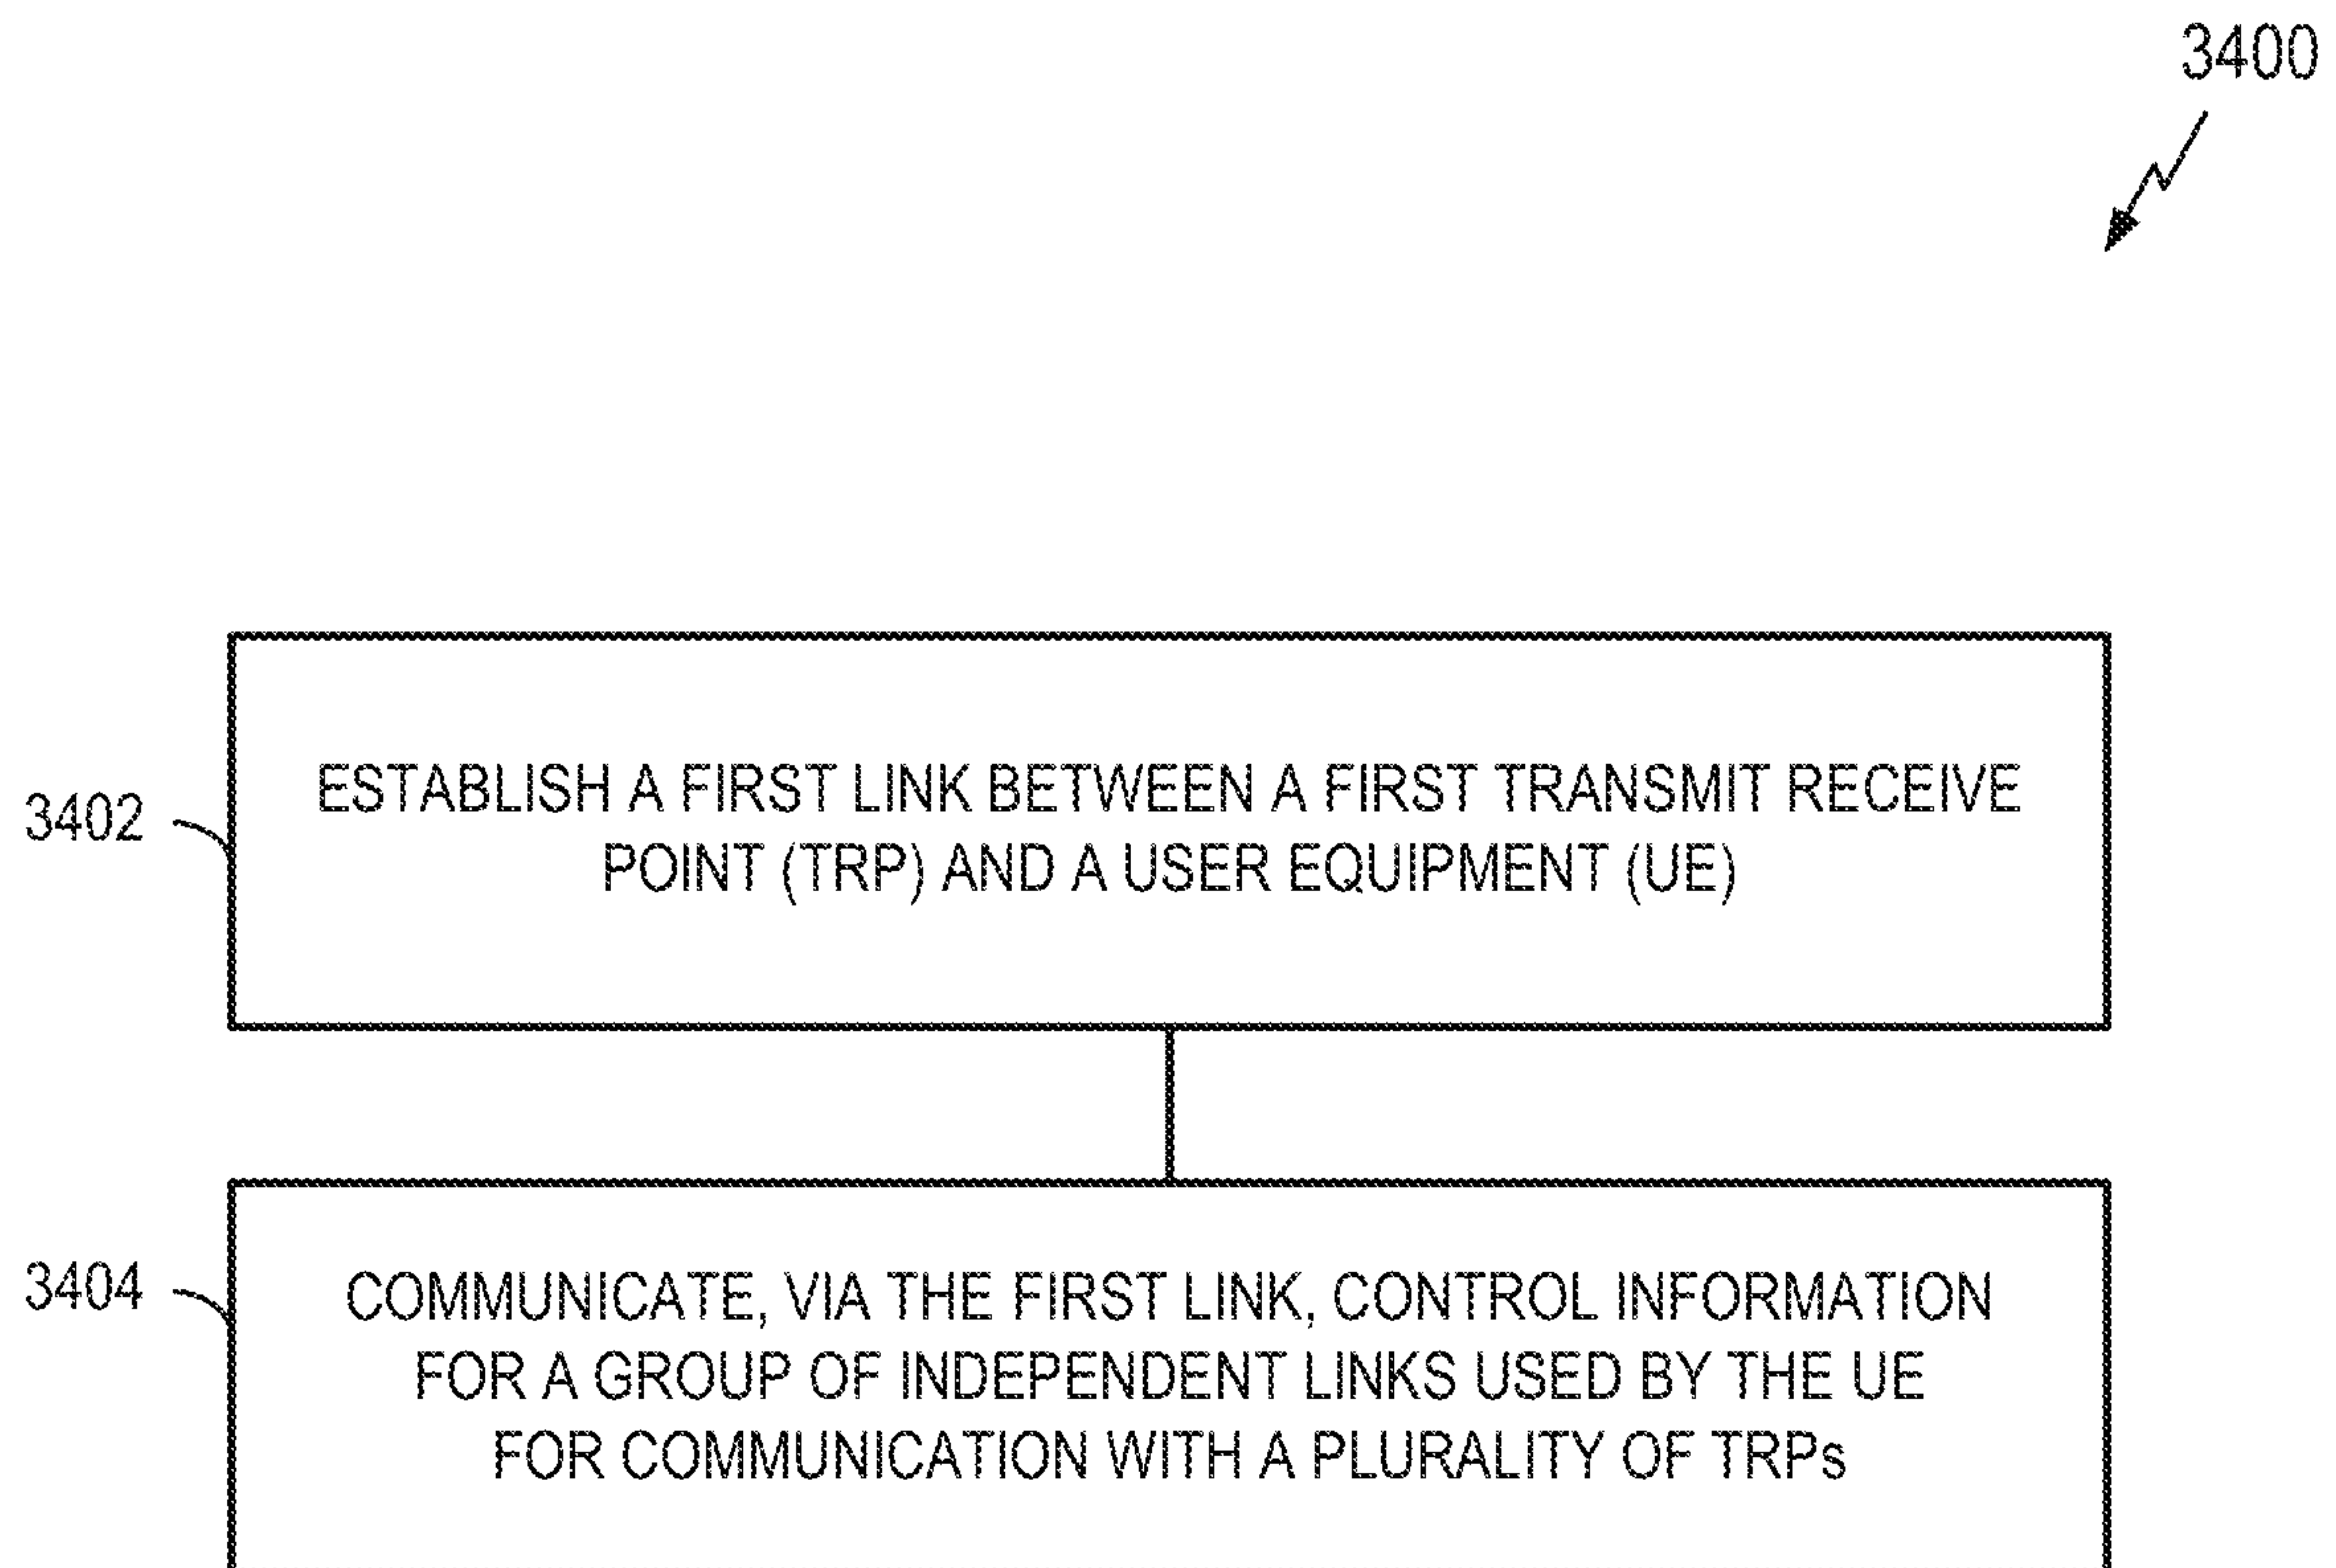 3400
3402
ESTABLISH A FIRST LINK BETWEEN A FIRST TRANSMIT RECEIVE
POINT (TRP) AND A USER EQUIPMENT (UE)
3404
COMMUNICATE, VIA THE FIRST LINK, CONTROL INFORMATION
FOR A GROUP OF INDEPENDENT LINKS USED BY THE UE
FOR COMMUNICATION WITH A PLURALITY OF TRPs